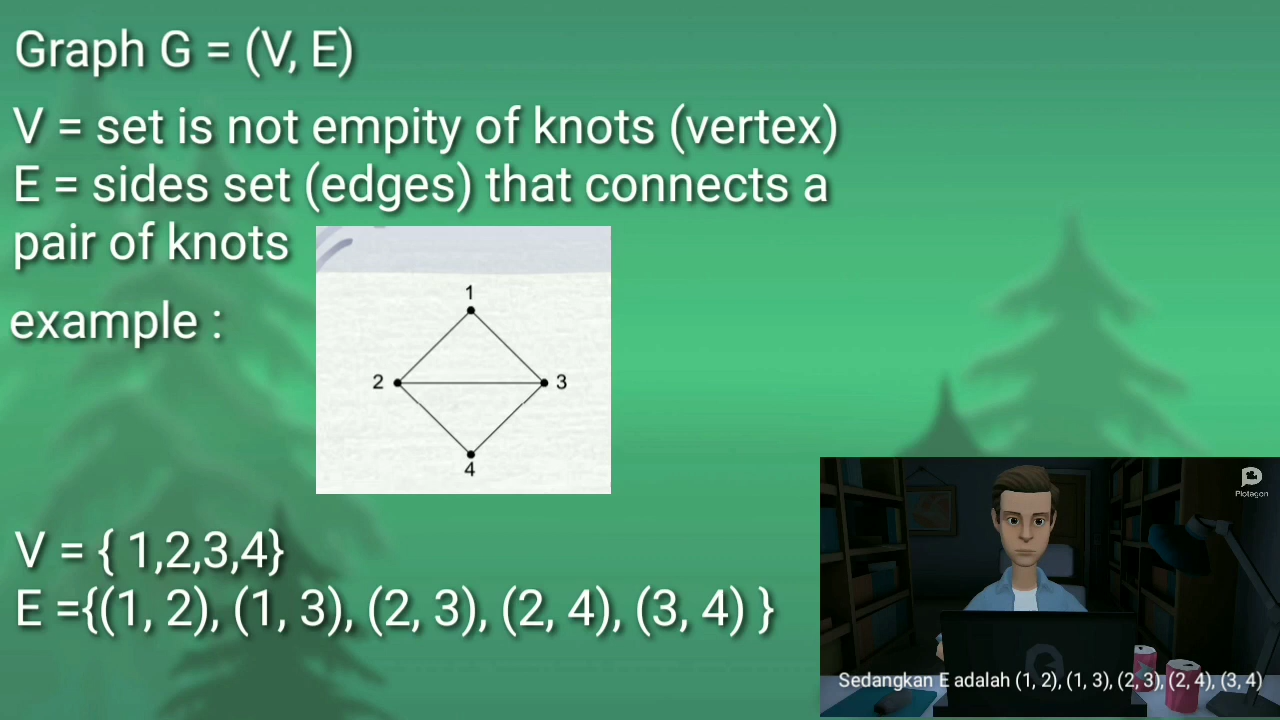 Graph G = (V, E)
V = set is not empity of knots (vertex)
E = sides set (edges) that connects a
pair of knots
example :
1
2
3
4
V = { 1,2,3,4}
E ={(1, 2), (1, 3), (2, 3), (2, 4), (3, 4) }
Plotagon
Sedangkan E adalah (1, 2), (1, 3), (2, 3), (2, 4), (3, 4)